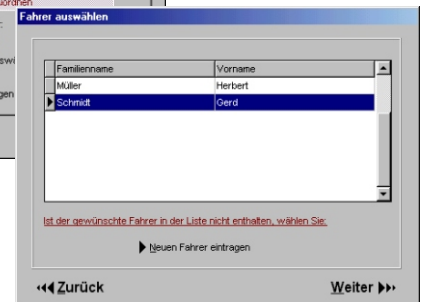 ordnen
Fahrer auswählen
Familienname Vorname
Müller Herbert
Schmidt Gerd
Ist der gewünschte Fahrer in der Liste nicht enthalten, wählen Sie:
Neuen Fahrer eintragen
Zurück Weiter